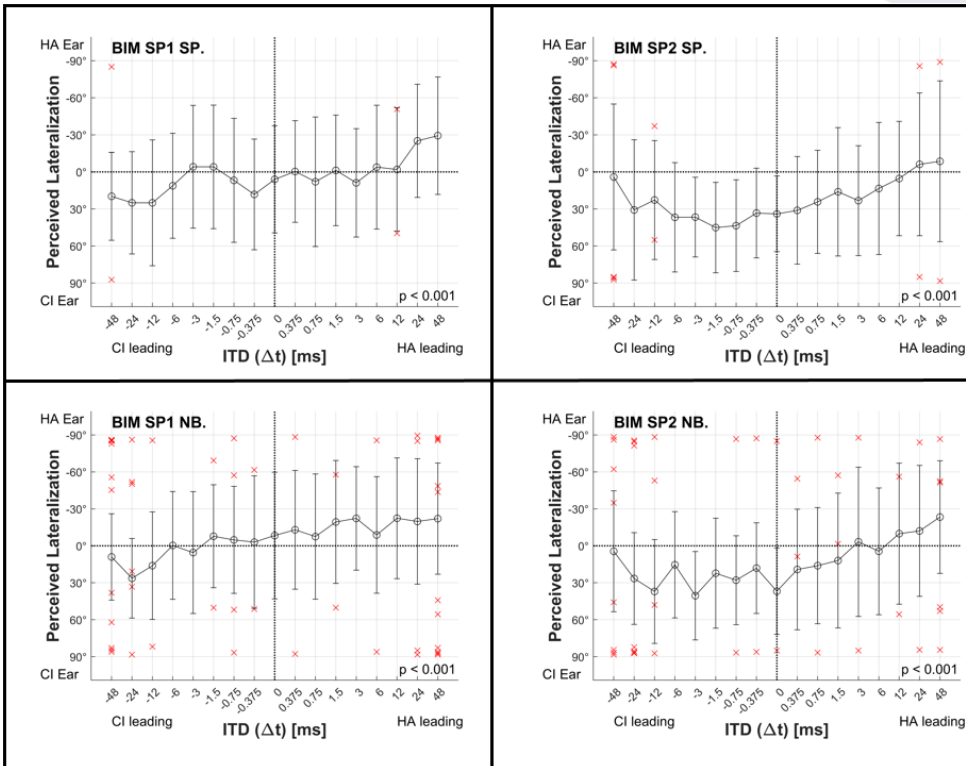 HA Ear
BIM SP1 SP.
-90°
-60°
-30°
0°
30°
60°
90°
Perceived Lateralization
CI Ear
p < 0.001
-48 -24 -12 -6 -3 -1.5 -0.75 -0.375 0 0.375 0.75 1.5 3 6 12 24 48
CI leading
ITD (Δt) [ms]
HA leading
HA Ear
BIM SP2 SP.
-90°
-60°
-30°
0°
30°
60°
90°
Perceived Lateralization
CI Ear
p < 0.001
-48 -24 -12 -6 -3 -1.5 -0.75 -0.375 0 0.375 0.75 1.5 3 6 12 24 48
CI leading
ITD (Δt) [ms]
HA leading
HA Ear
BIM SP1 NB.
-90°
-60°
-30°
0°
30°
60°
90°
Perceived Lateralization
CI Ear
p < 0.001
-48 -24 -12 -6 -3 -1.5 -0.75 -0.375 0 0.375 0.75 1.5 3 6 12 24 48
CI leading
ITD (Δt) [ms]
HA leading
HA Ear
BIM SP2 NB.
-90°
-60°
-30°
0°
30°
60°
90°
Perceived Lateralization
CI Ear
p < 0.001
-48 -24 -12 -6 -3 -1.5 -0.75 -0.375 0 0.375 0.75 1.5 3 6 12 24 48
CI leading
ITD (Δt) [ms]
HA leading